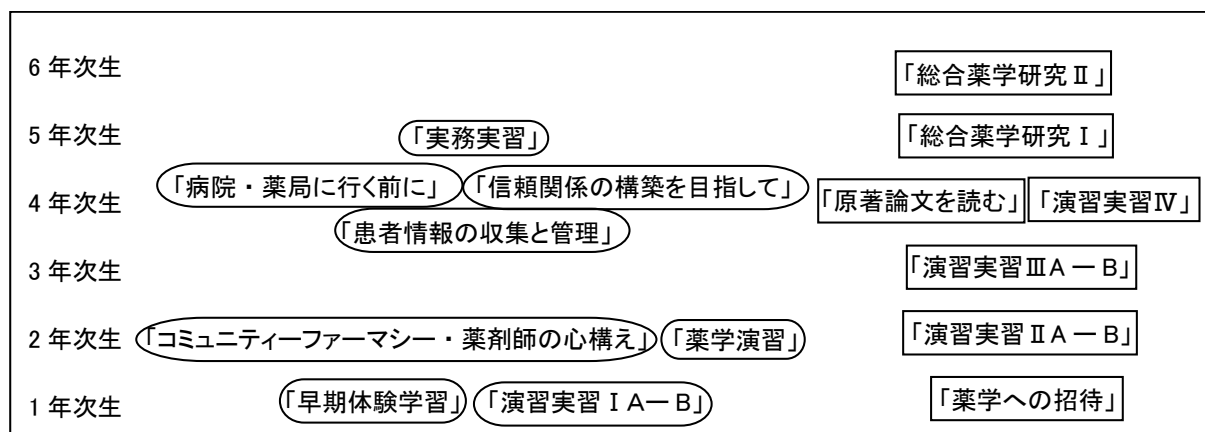 6 年次生 「総合薬学研究Ⅱ」
5 年次生 「実務実習」 「総合薬学研究Ⅰ」
「病院・薬局に行く前に」 「信頼関係の構築を目指して」
4 年次生 「原著論文を読む」 「演習実習Ⅳ」
「患者情報の収集と管理」
3 年次生 「演習実習ⅢA－B」
2 年次生 「コミュニティーファーマシー・薬剤師の心構え」 「薬学演習」 「演習実習ⅡA－B」
1 年次生 「早期体験学習」 「演習実習ⅠA－B」 「薬学への招待」